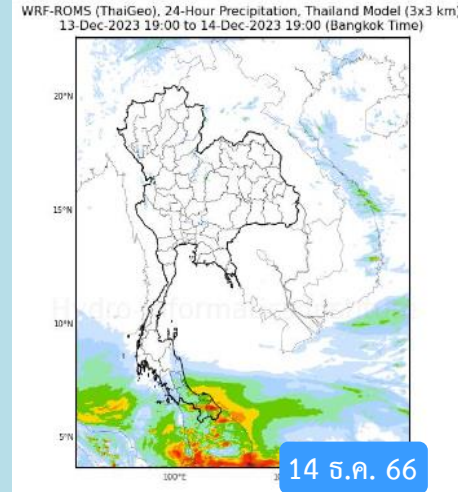 WRF-ROMS (ThaiGeo), 24-Hour Precipitation, Thailand Model (3x3 km)
13-Dec-2023 19:00 to 14-Dec-2023 19:00 (Bangkok Time)
20°N
15°N
10°N
5°N
100°E
14 ธ.ค. 66